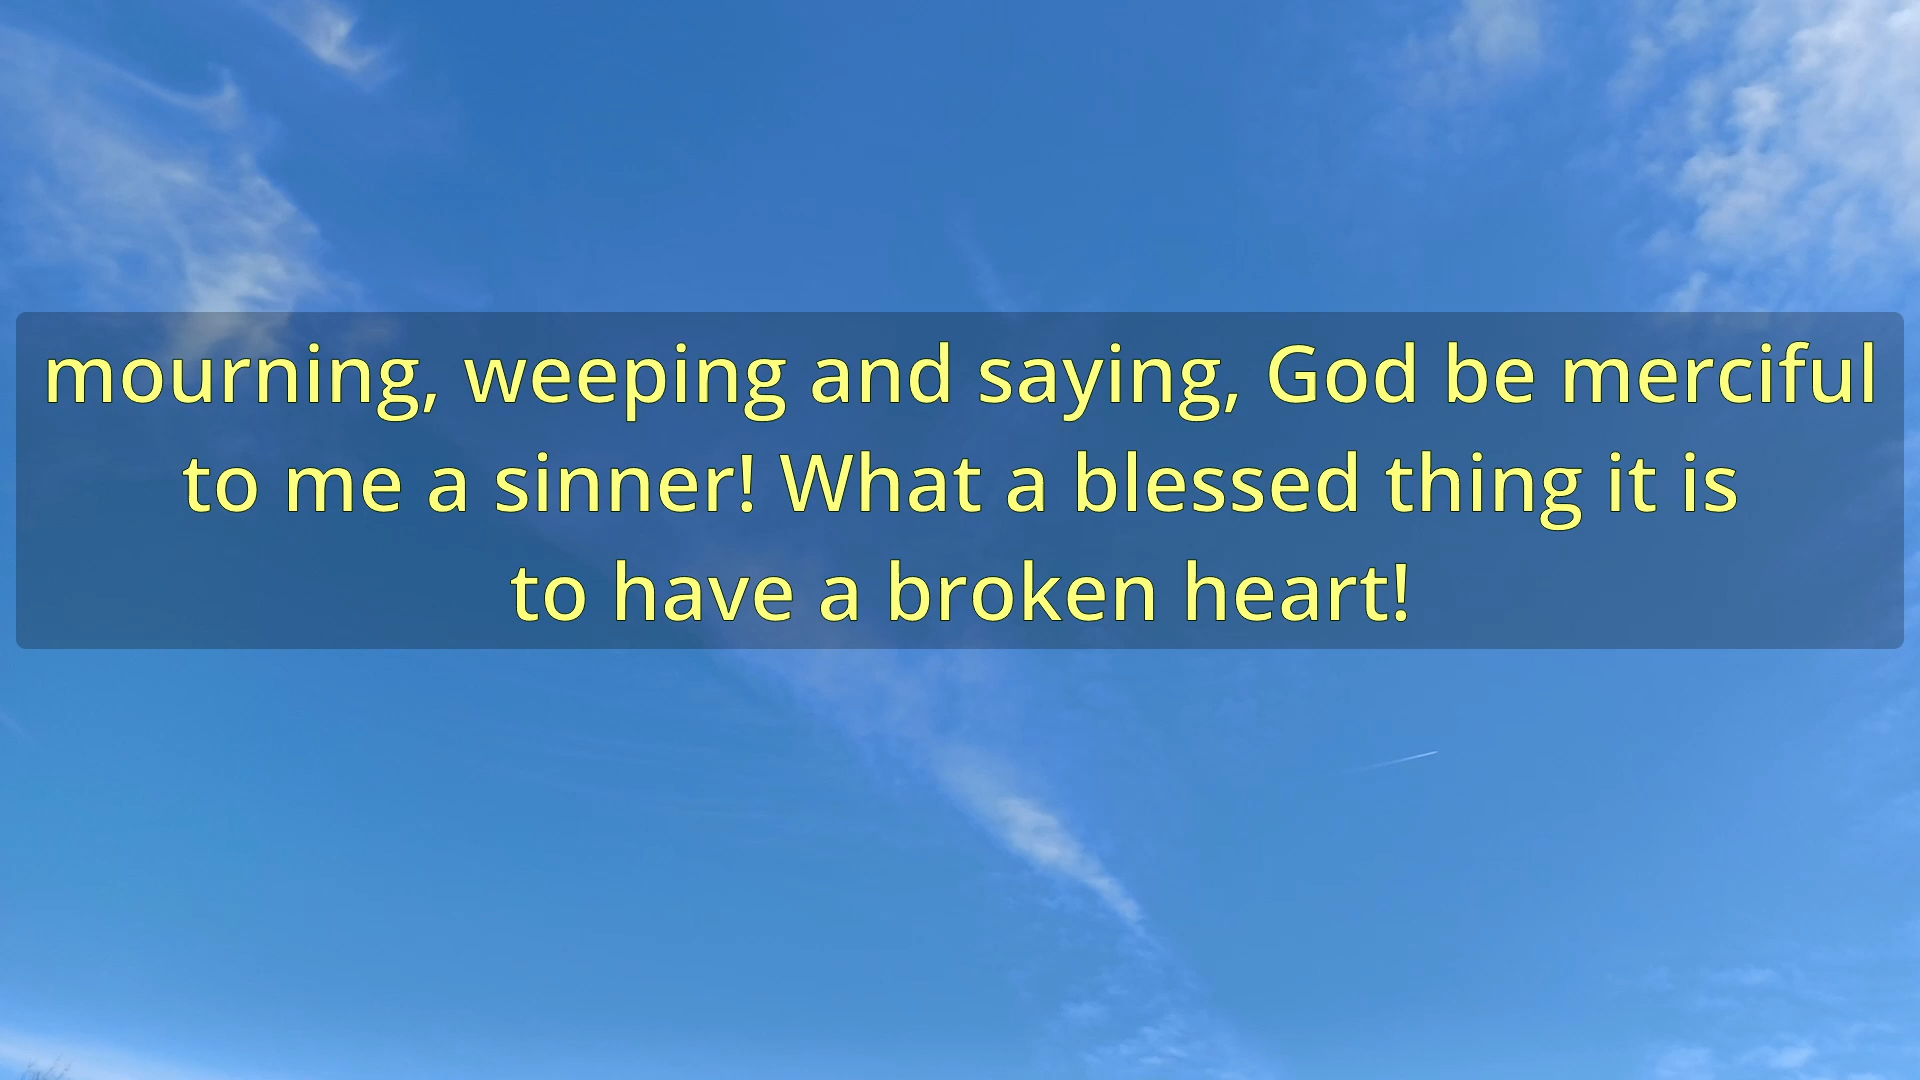 mourning, weeping and saying, God be merciful
to me a sinner! What a blessed thing it is
to have a broken heart!